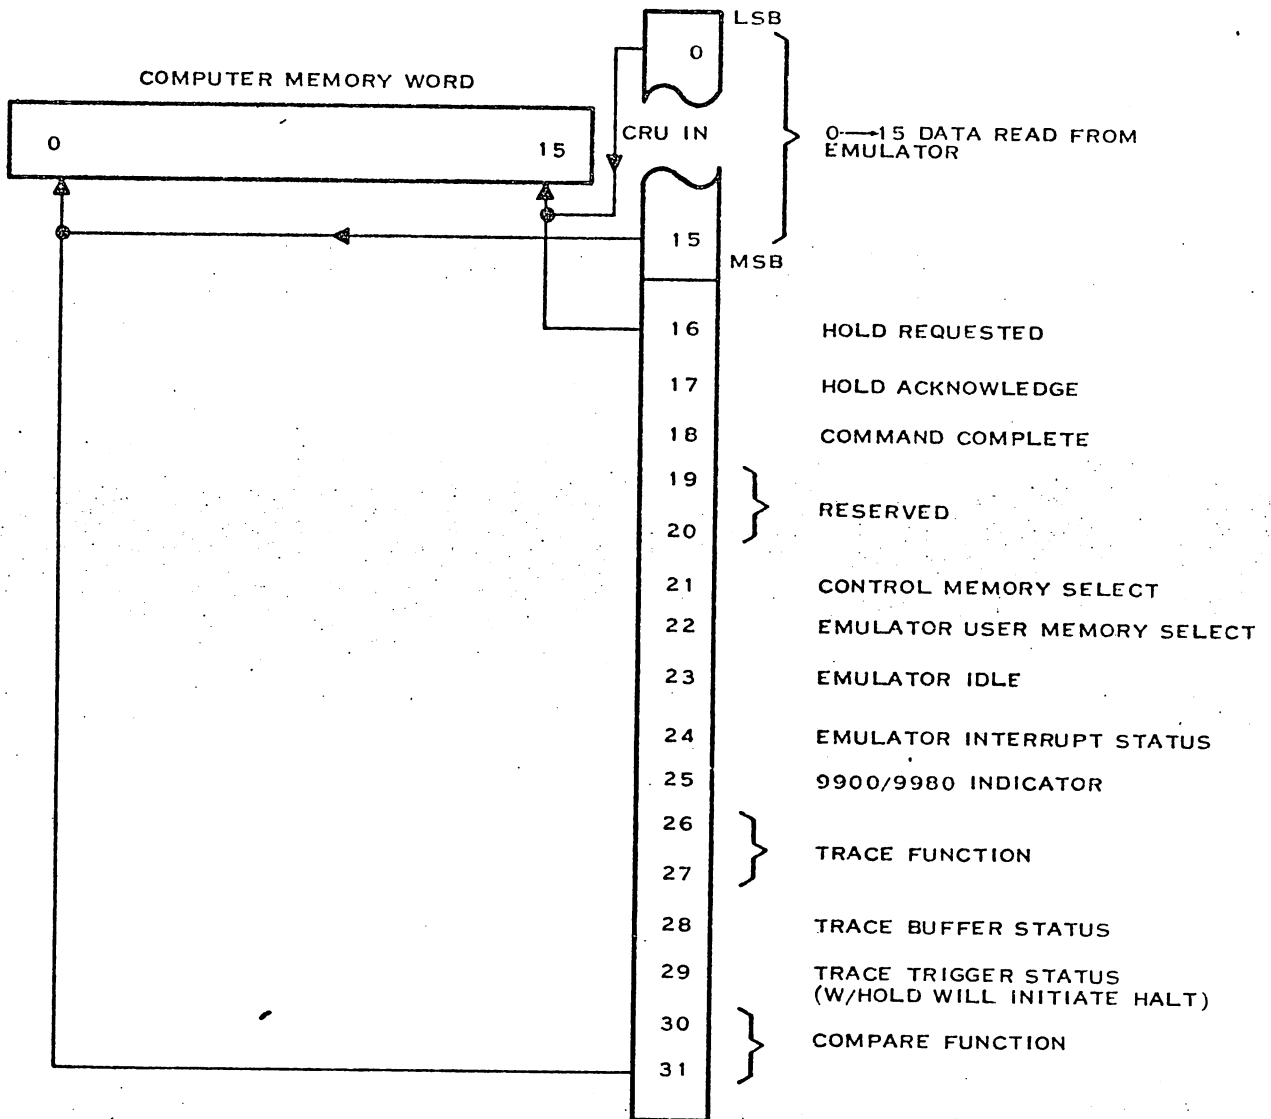 LSB
0
COMPUTER MEMORY WORD
0 15
CRU IN
0→15 DATA READ FROM
EMULATOR
15
MSB
16 HOLD REQUESTED
17 HOLD ACKNOWLEDGE
18 COMMAND COMPLETE
19
RESERVED
20
21 CONTROL MEMORY SELECT
22 EMULATOR USER MEMORY SELECT
23 EMULATOR IDLE
24 EMULATOR INTERRUPT STATUS
25 9900/9980 INDICATOR
26
TRACE FUNCTION
27
28 TRACE BUFFER STATUS
29 TRACE TRIGGER STATUS
(W/HOLD WILL INITIATE HALT)
30
COMPARE FUNCTION
31